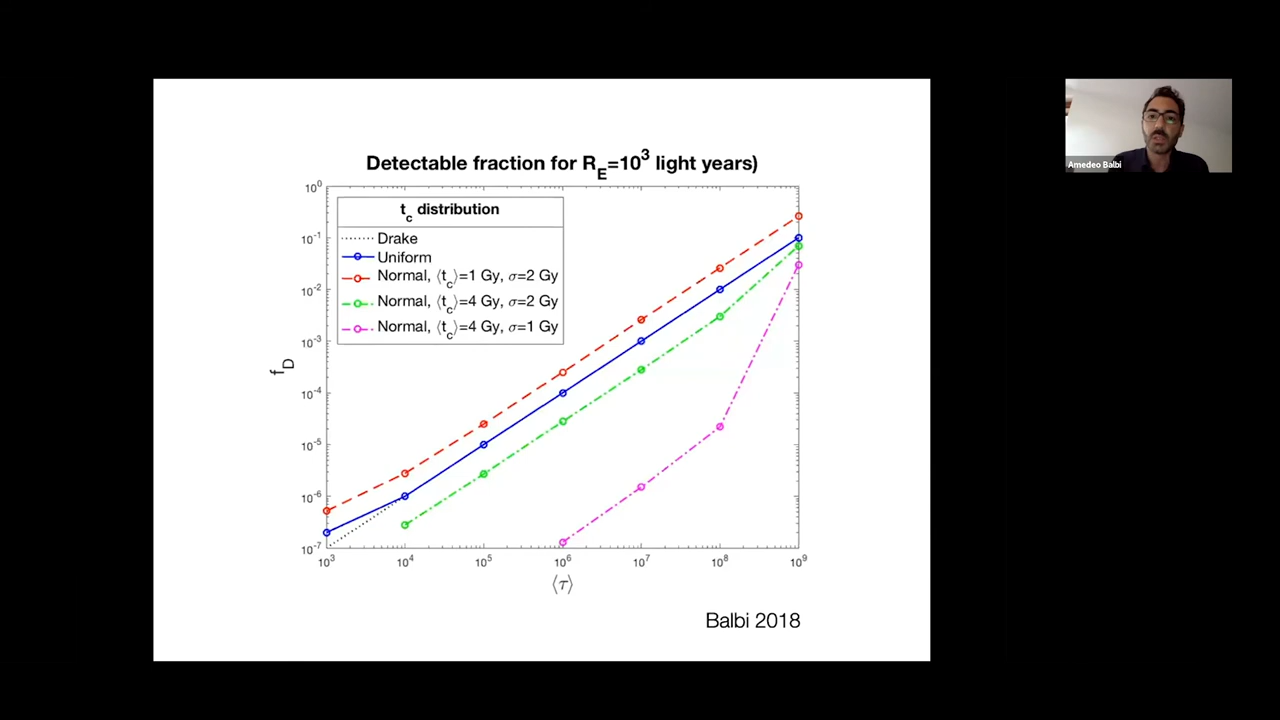 Detectable fraction for R_E=10^3 light years)
t_c distribution
Drake
Uniform
Normal, ⟨t_c⟩=1 Gy, σ=2 Gy
Normal, ⟨t_c⟩=4 Gy, σ=2 Gy
Normal, ⟨t_c⟩=4 Gy, σ=1 Gy
10^0
10^-1
10^-2
10^-3
10^-4
10^-5
10^-6
10^-7
f_D
10^3 10^4 10^5 10^6 10^7 10^8 10^9
⟨τ⟩
Balbi 2018
Amedeo Balbi